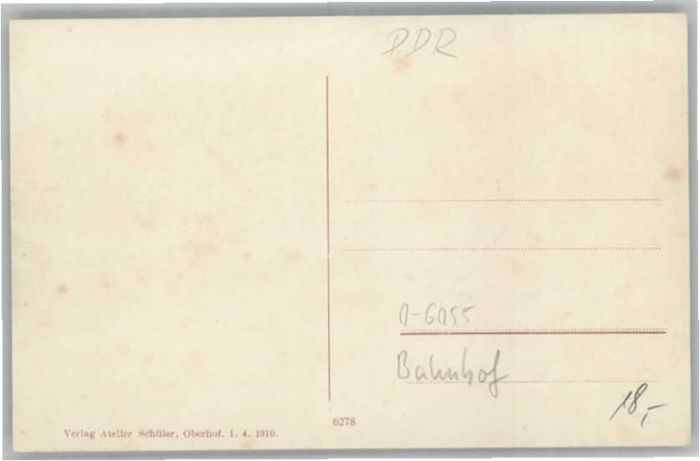 DDR
0-6055
Bahnhof
18,-
6278
Verlag Atelier Schüler, Oberhof. 1. 4. 1910.